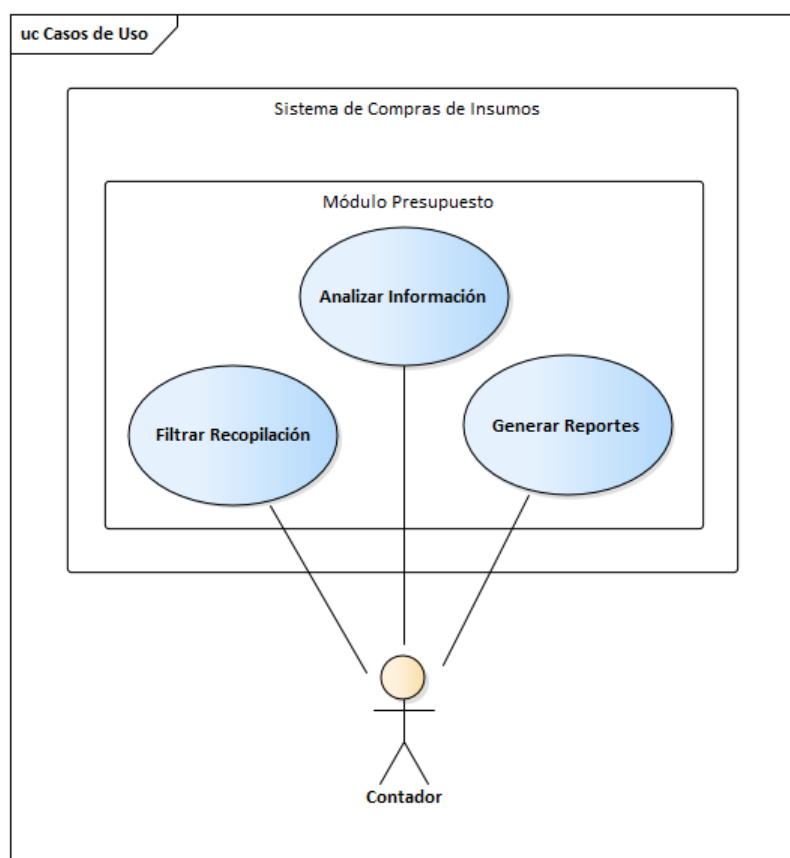 uc Casos de Uso
Sistema de Compras de Insumos
Módulo Presupuesto
Analizar Información
Filtrar Recopilación
Generar Reportes
Contador